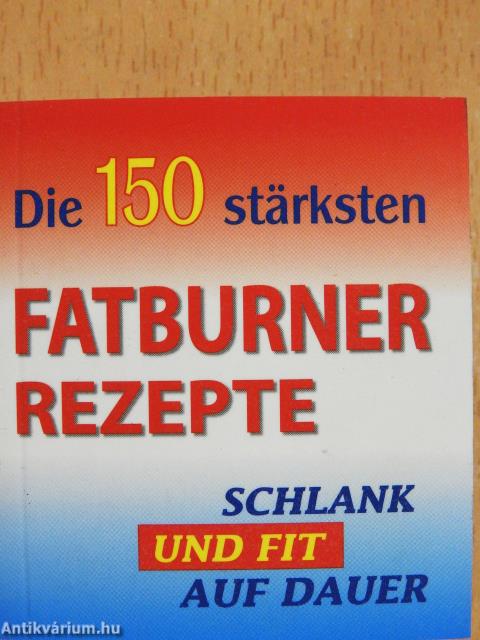 Die 150 stärksten
FATBURNER
REZEPTE
SCHLANK
UND FIT
AUF DAUER
Antikvárium.hu